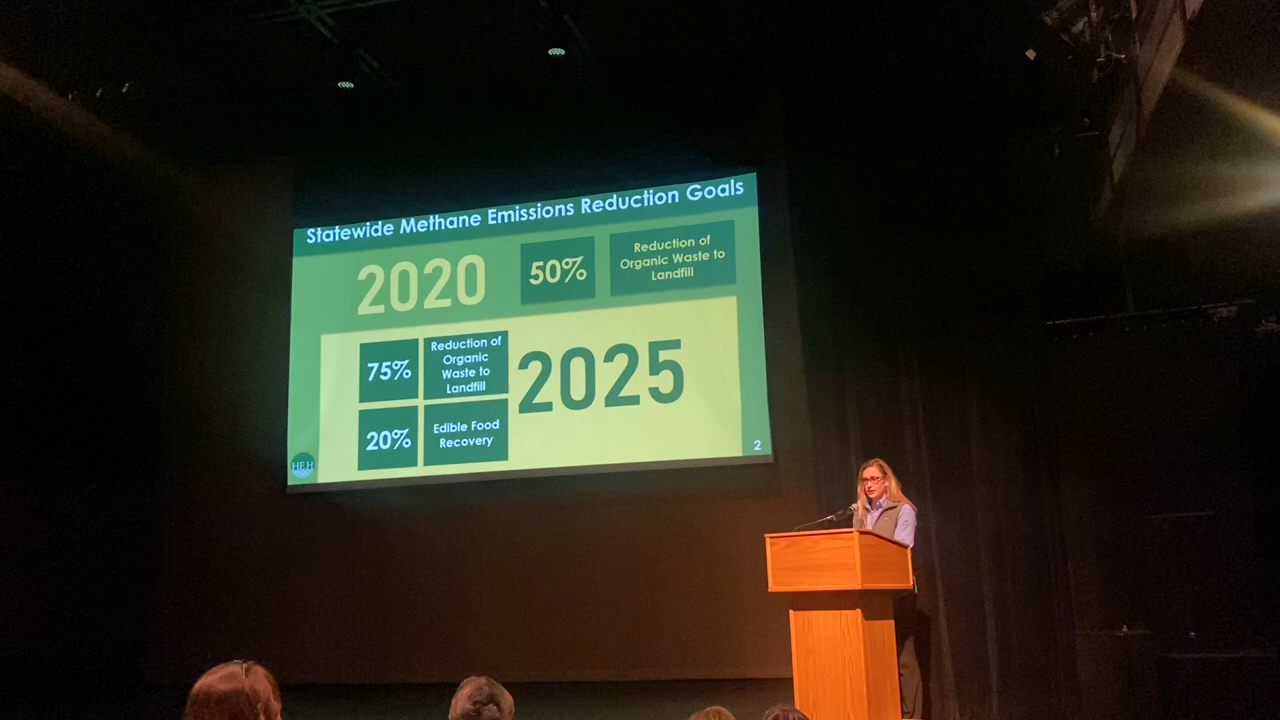 Statewide Methane Emissions Reduction Goals
2020
50%
Reduction of
Organic Waste to
Landfill
75%
Reduction of
Organic
Waste to
Landfill
2025
20%
Edible Food
Recovery
2
HF&H